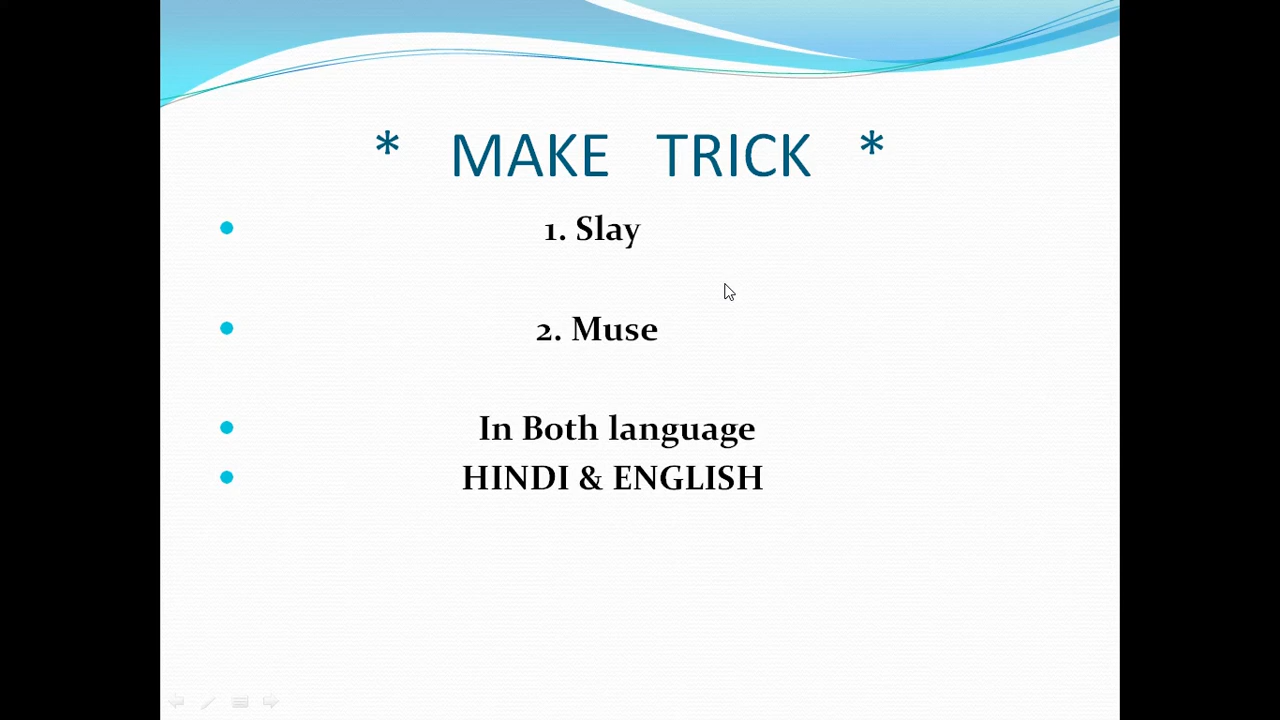 * MAKE TRICK *
1. Slay
2. Muse
In Both language
HINDI & ENGLISH